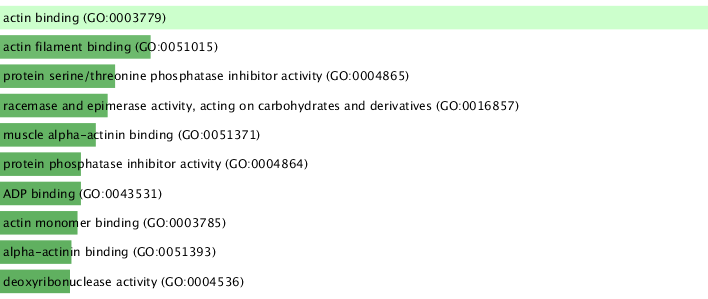 actin binding (GO:0003779)
actin filament binding (GO:0051015)
protein serine/threonine phosphatase inhibitor activity (GO:0004865)
racemase and epimerase activity, acting on carbohydrates and derivatives (GO:0016857)
muscle alpha-actinin binding (GO:0051371)
protein phosphatase inhibitor activity (GO:0004864)
ADP binding (GO:0043531)
actin monomer binding (GO:0003785)
alpha-actinin binding (GO:0051393)
deoxyribonuclease activity (GO:0004536)